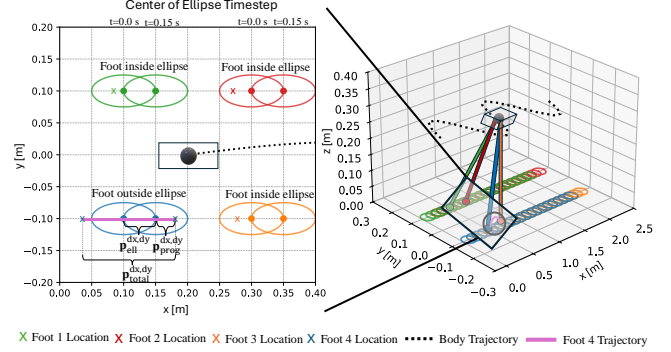 Center of Ellipse Timestep
t=0.0 s t=0.15 s t=0.0 s t=0.15 s
0.20
0.15
0.10
0.05
0.00
−0.05
−0.10
−0.15
−0.20
y [m]
Foot inside ellipse
Foot inside ellipse
Foot outside ellipse
Foot inside ellipse
p_ell^dx,dy
p_prog^dx,dy
p_total^dx,dy
0.00 0.05 0.10 0.15 0.20 0.25 0.30 0.35 0.40
x [m]
0.40
0.35
0.30
0.25
0.20
0.15
0.10
0.05
0.00
z [m]
0.3
0.2
0.1
0.0
−0.1
−0.2
−0.3
y [m]
0.0
0.5
1.0
1.5
2.0
2.5
x [m]
X Foot 1 Location X Foot 2 Location X Foot 3 Location X Foot 4 Location Body Trajectory Foot 4 Trajectory